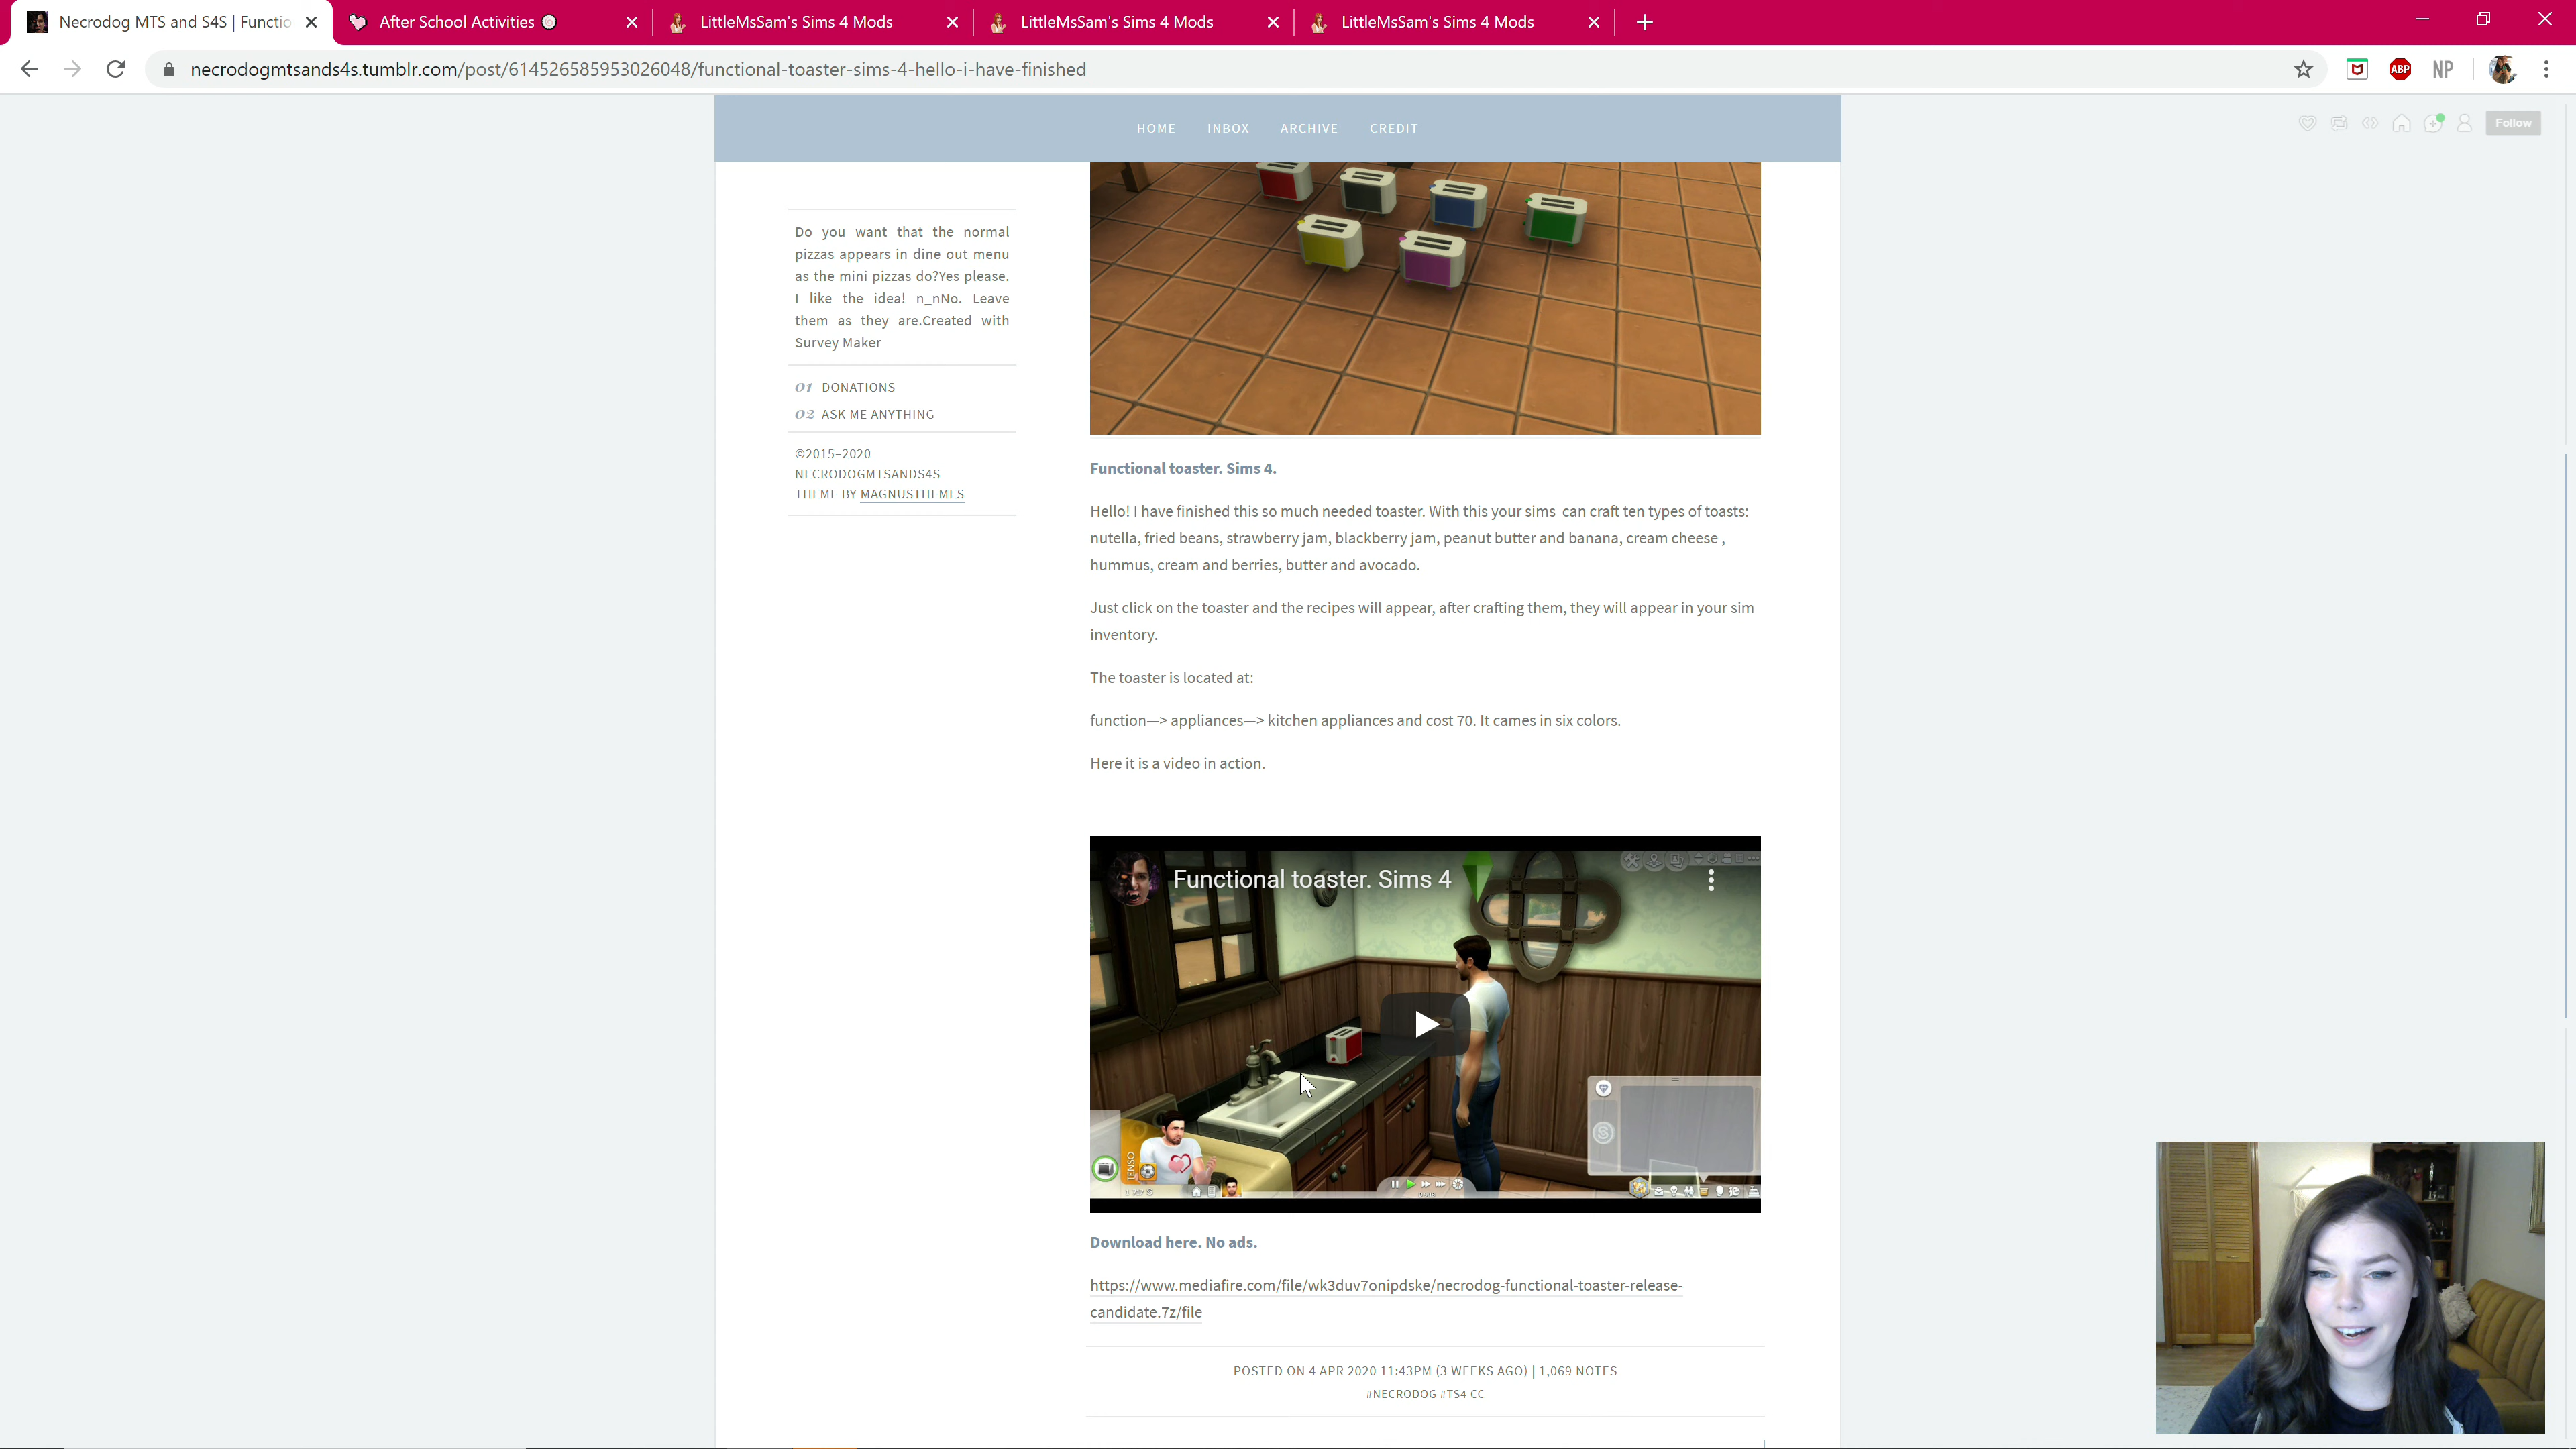 Necrodog MTS and S4S | Functio
After School Activities
LittleMsSam's Sims 4 Mods
LittleMsSam's Sims 4 Mods
LittleMsSam's Sims 4 Mods
necrodogmtsands4s.tumblr.com/post/614526585953026048/functional-toaster-sims-4-hello-i-have-finished
ABP
NP
HOME INBOX ARCHIVE CREDIT
Follow
Do you want that the normal
pizzas appears in dine out menu
as the mini pizzas do?Yes please.
I like the idea! n_nNo. Leave
them as they are.Created with
Survey Maker
01 DONATIONS
02 ASK ME ANYTHING
©2015–2020
NECRODOGMTSANDS4S
THEME BY MAGNUSTHEMES
Functional toaster. Sims 4.
Hello! I have finished this so much needed toaster. With this your sims can craft ten types of toasts:
nutella, fried beans, strawberry jam, blackberry jam, peanut butter and banana, cream cheese ,
hummus, cream and berries, butter and avocado.
Just click on the toaster and the recipes will appear, after crafting them, they will appear in your sim
inventory.
The toaster is located at:
function—> appliances—> kitchen appliances and cost 70. It cames in six colors.
Here it is a video in action.
Functional toaster. Sims 4
TENSO
Download here. No ads.
https://www.mediafire.com/file/wk3duv7onipdske/necrodog-functional-toaster-release-
candidate.7z/file
POSTED ON 4 APR 2020 11:43PM (3 WEEKS AGO) | 1,069 NOTES
#NECRODOG #TS4 CC